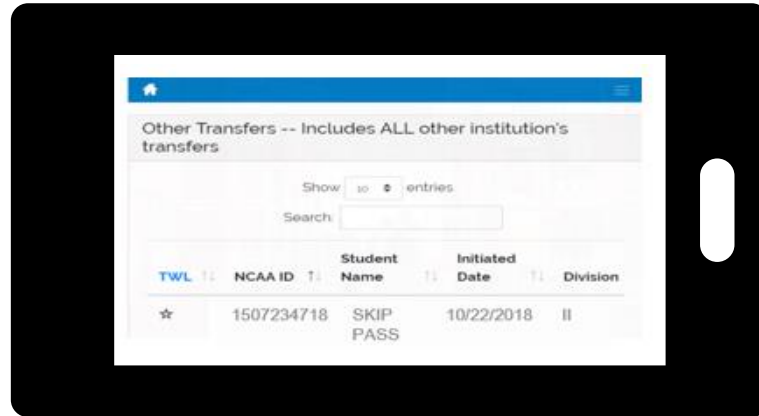 Other Transfers -- Includes ALL other institution's
transfers
Show 10 entries
Search:
TWL NCAA ID Student Name Initiated Date Division
1507234718 SKIP PASS 10/22/2018 II